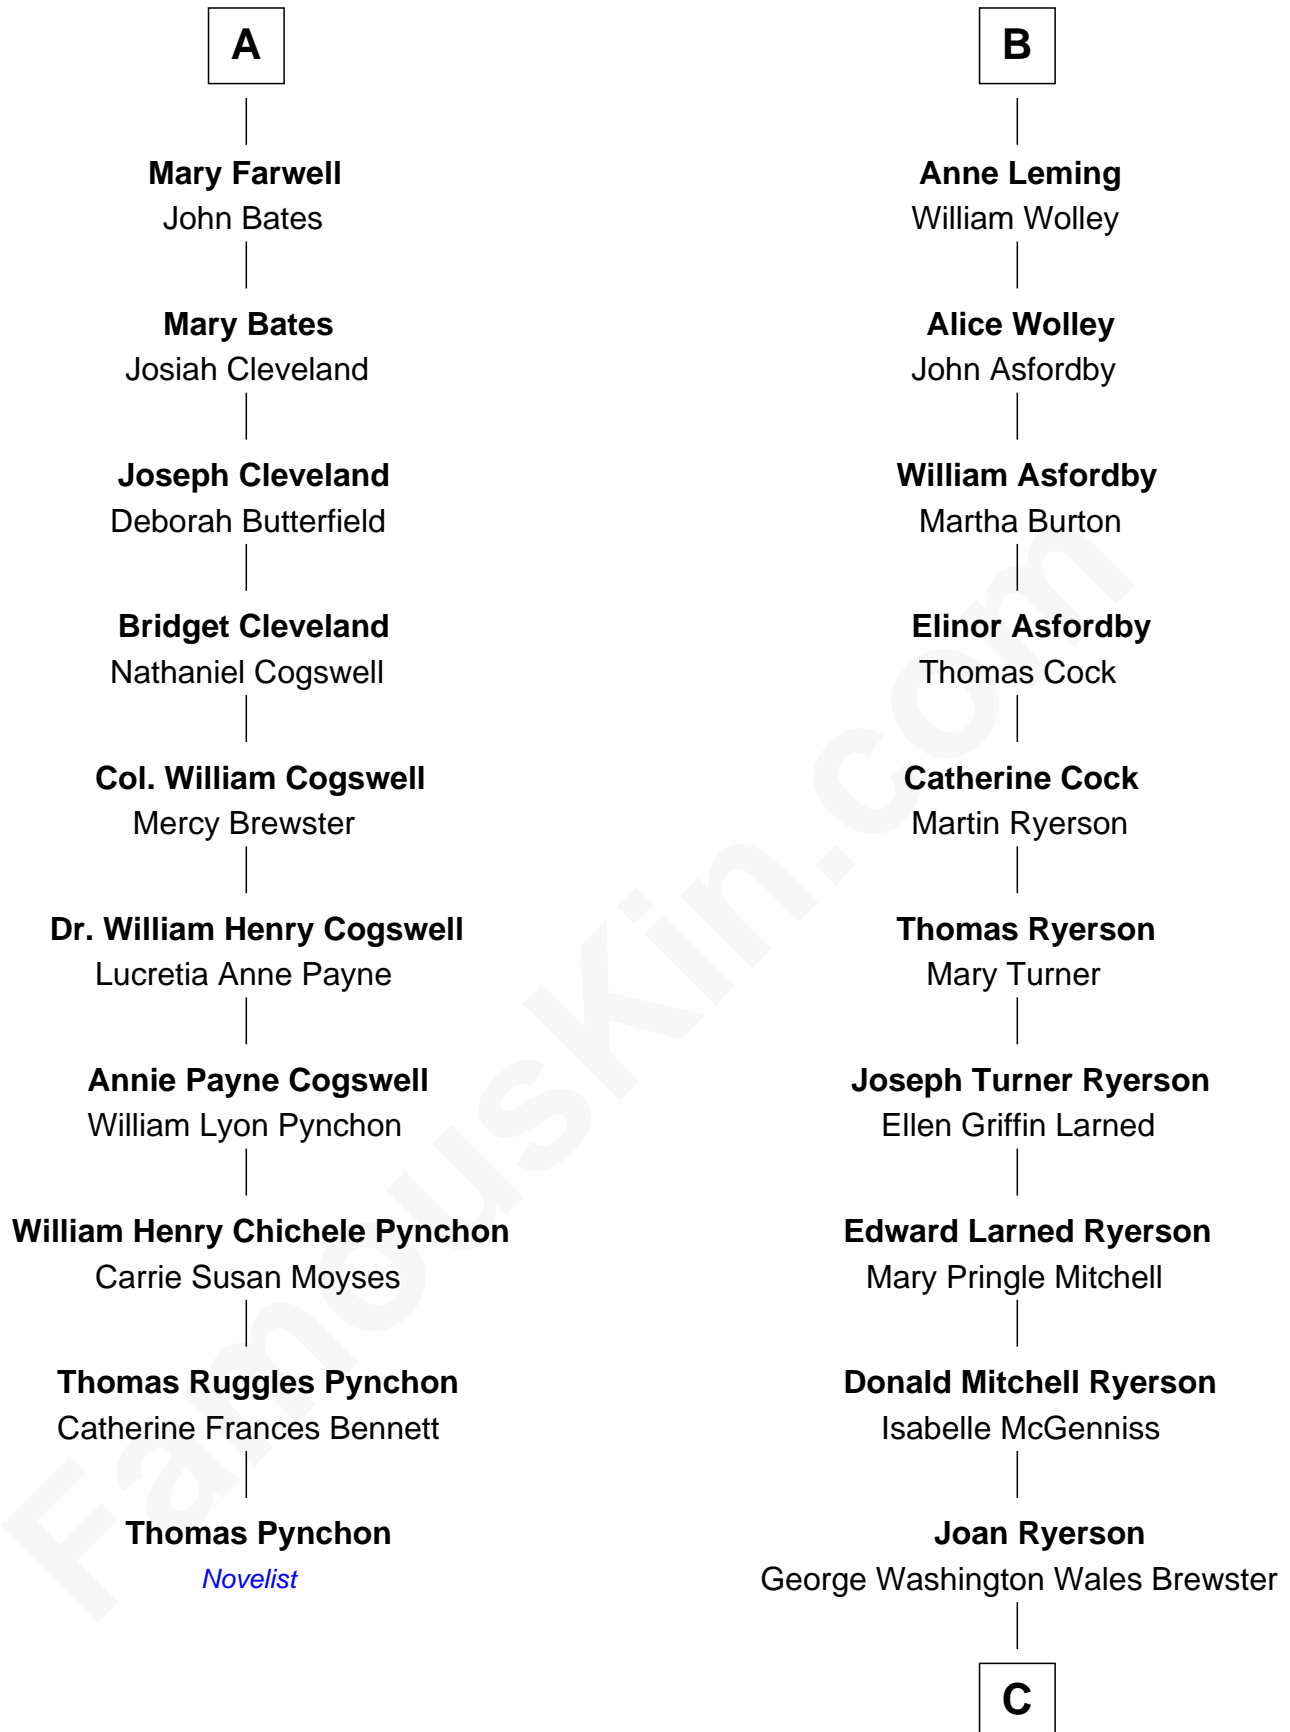 A
Mary Farwell
John Bates
Mary Bates
Josiah Cleveland
Joseph Cleveland
Deborah Butterfield
Bridget Cleveland
Nathaniel Cogswell
Col. William Cogswell
Mercy Brewster
Dr. William Henry Cogswell
Lucretia Anne Payne
Annie Payne Cogswell
William Lyon Pynchon
William Henry Chichele Pynchon
Carrie Susan Moyses
Thomas Ruggles Pynchon
Catherine Frances Bennett
Thomas Pynchon
Novelist
B
Anne Leming
William Wolley
Alice Wolley
John Asfordby
William Asfordby
Martha Burton
Elinor Asfordby
Thomas Cock
Catherine Cock
Martin Ryerson
Thomas Ryerson
Mary Turner
Joseph Turner Ryerson
Ellen Griffin Larned
Edward Larned Ryerson
Mary Pringle Mitchell
Donald Mitchell Ryerson
Isabelle McGenniss
Joan Ryerson
George Washington Wales Brewster
C
FamousKin.com